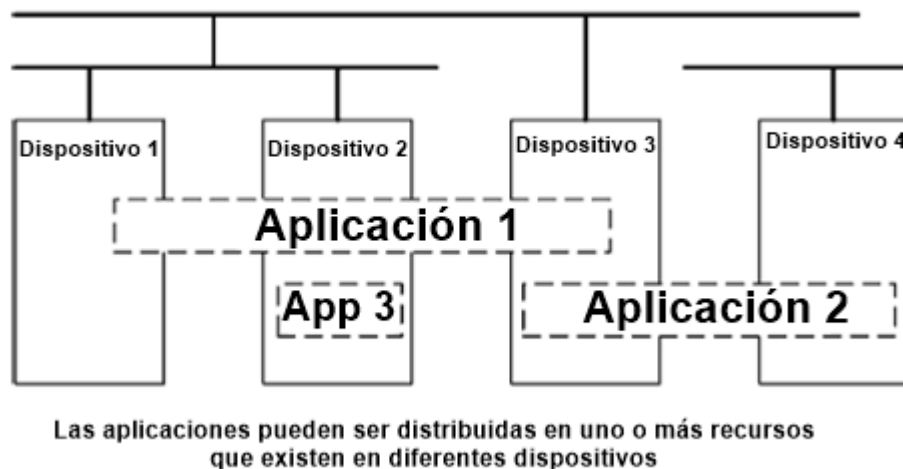 Dispositivo 1
Dispositivo 2
Dispositivo 3
Dispositivo 4
Aplicación 1
App 3
Aplicación 2
Las aplicaciones pueden ser distribuidas en uno o más recursos
que existen en diferentes dispositivos